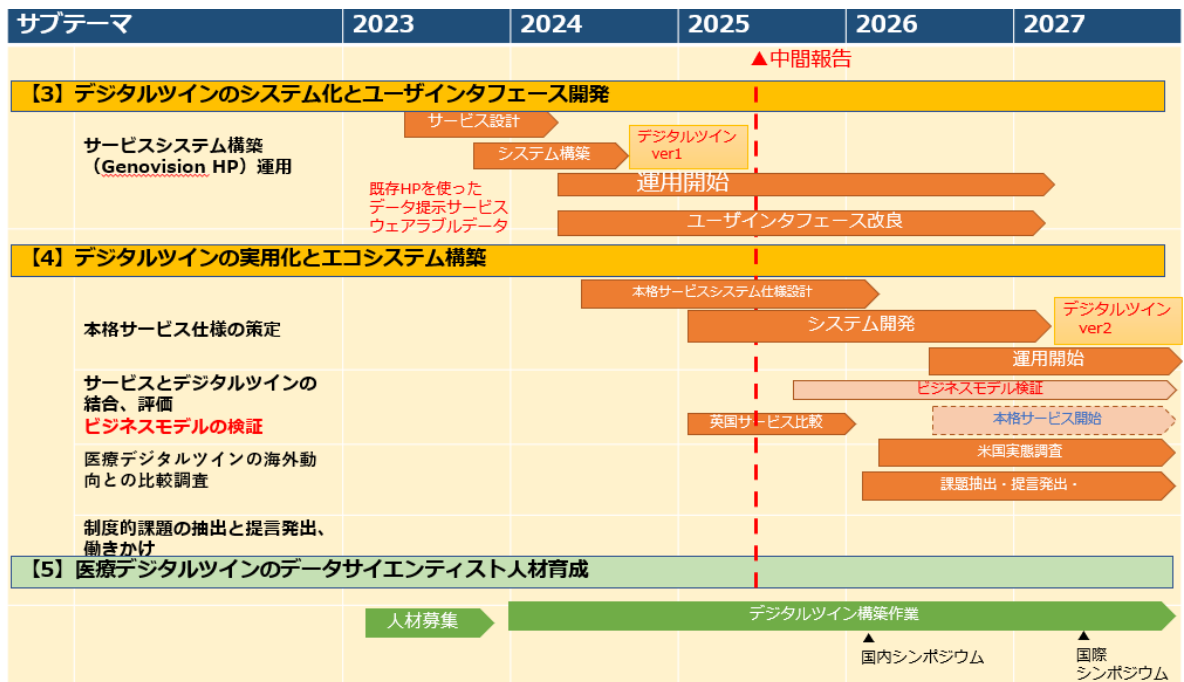 サブテーマ
2023
2024
2025
2026
2027
▲中間報告
【3】デジタルツインのシステム化とユーザインタフェース開発
サービス設計
サービスシステム構築
（Genovision HP）運用
システム構築
デジタルツイン
ver1
既存HPを使った
データ提示サービス
ウェアラブルデータ
運用開始
ユーザインタフェース改良
【4】デジタルツインの実用化とエコシステム構築
本格サービスシステム仕様設計
本格サービス仕様の策定
システム開発
デジタルツイン
ver2
運用開始
サービスとデジタルツインの
結合、評価
ビジネスモデルの検証
ビジネスモデル検証
英国サービス比較
本格サービス開始
医療デジタルツインの海外動
向との比較調査
米国実態調査
課題抽出・提言発出・
制度的課題の抽出と提言発出、
働きかけ
【5】医療デジタルツインのデータサイエンティスト人材育成
人材募集
デジタルツイン構築作業
▲
国内シンポジウム
▲
国際
シンポジウム